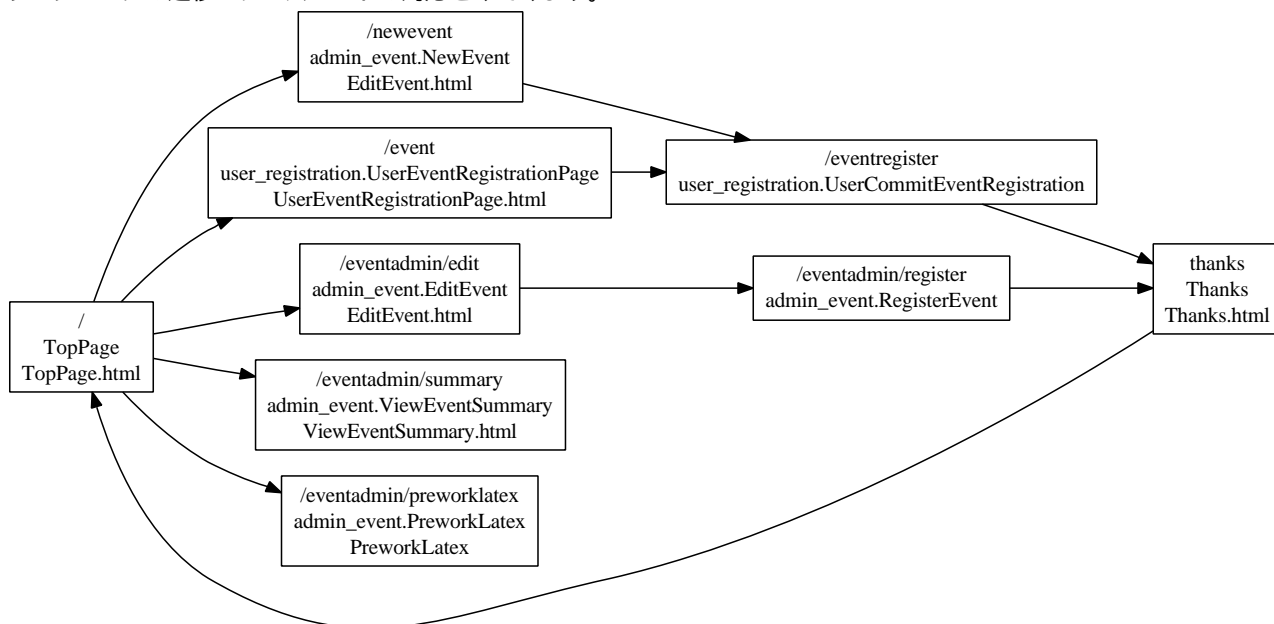 /newevent
admin_event.NewEvent
EditEvent.html
/event
user_registration.UserEventRegistrationPage
UserEventRegistrationPage.html
/eventregister
user_registration.UserCommitEventRegistration
/eventadmin/edit
admin_event.EditEvent
EditEvent.html
/eventadmin/register
admin_event.RegisterEvent
thanks
Thanks
Thanks.html
/
TopPage
TopPage.html
/eventadmin/summary
admin_event.ViewEventSummary
ViewEventSummary.html
/eventadmin/preworklatex
admin_event.PreworkLatex
PreworkLatex